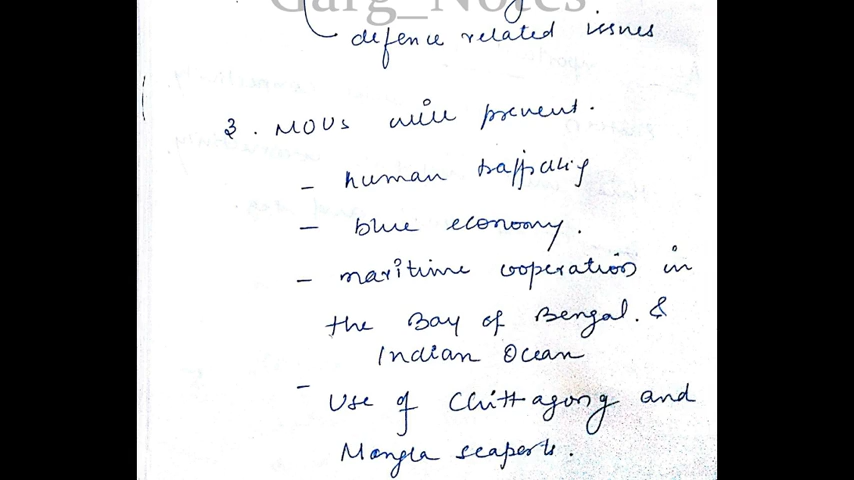 Garg_Notes
defence related issues
3. MOUs will prevent.
- human trafficking
- blue economy.
- maritime cooperation in
the Bay of Bengal. &
Indian Ocean
- Use of Chittagong and
Mongla seaports.